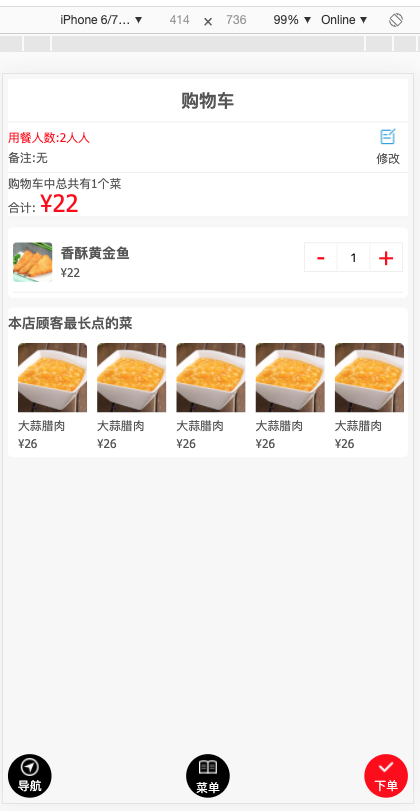 iPhone 6/7… ▼ 414 × 736 99% ▼ Online ▼
购物车
用餐人数:2人人
备注:无
修改
购物车中总共有1个菜
合计: ¥22
香酥黄金鱼
¥22
- 1 +
本店顾客最长点的菜
大蒜腊肉 大蒜腊肉 大蒜腊肉 大蒜腊肉 大蒜腊肉
¥26 ¥26 ¥26 ¥26 ¥26
导航 菜单 下单